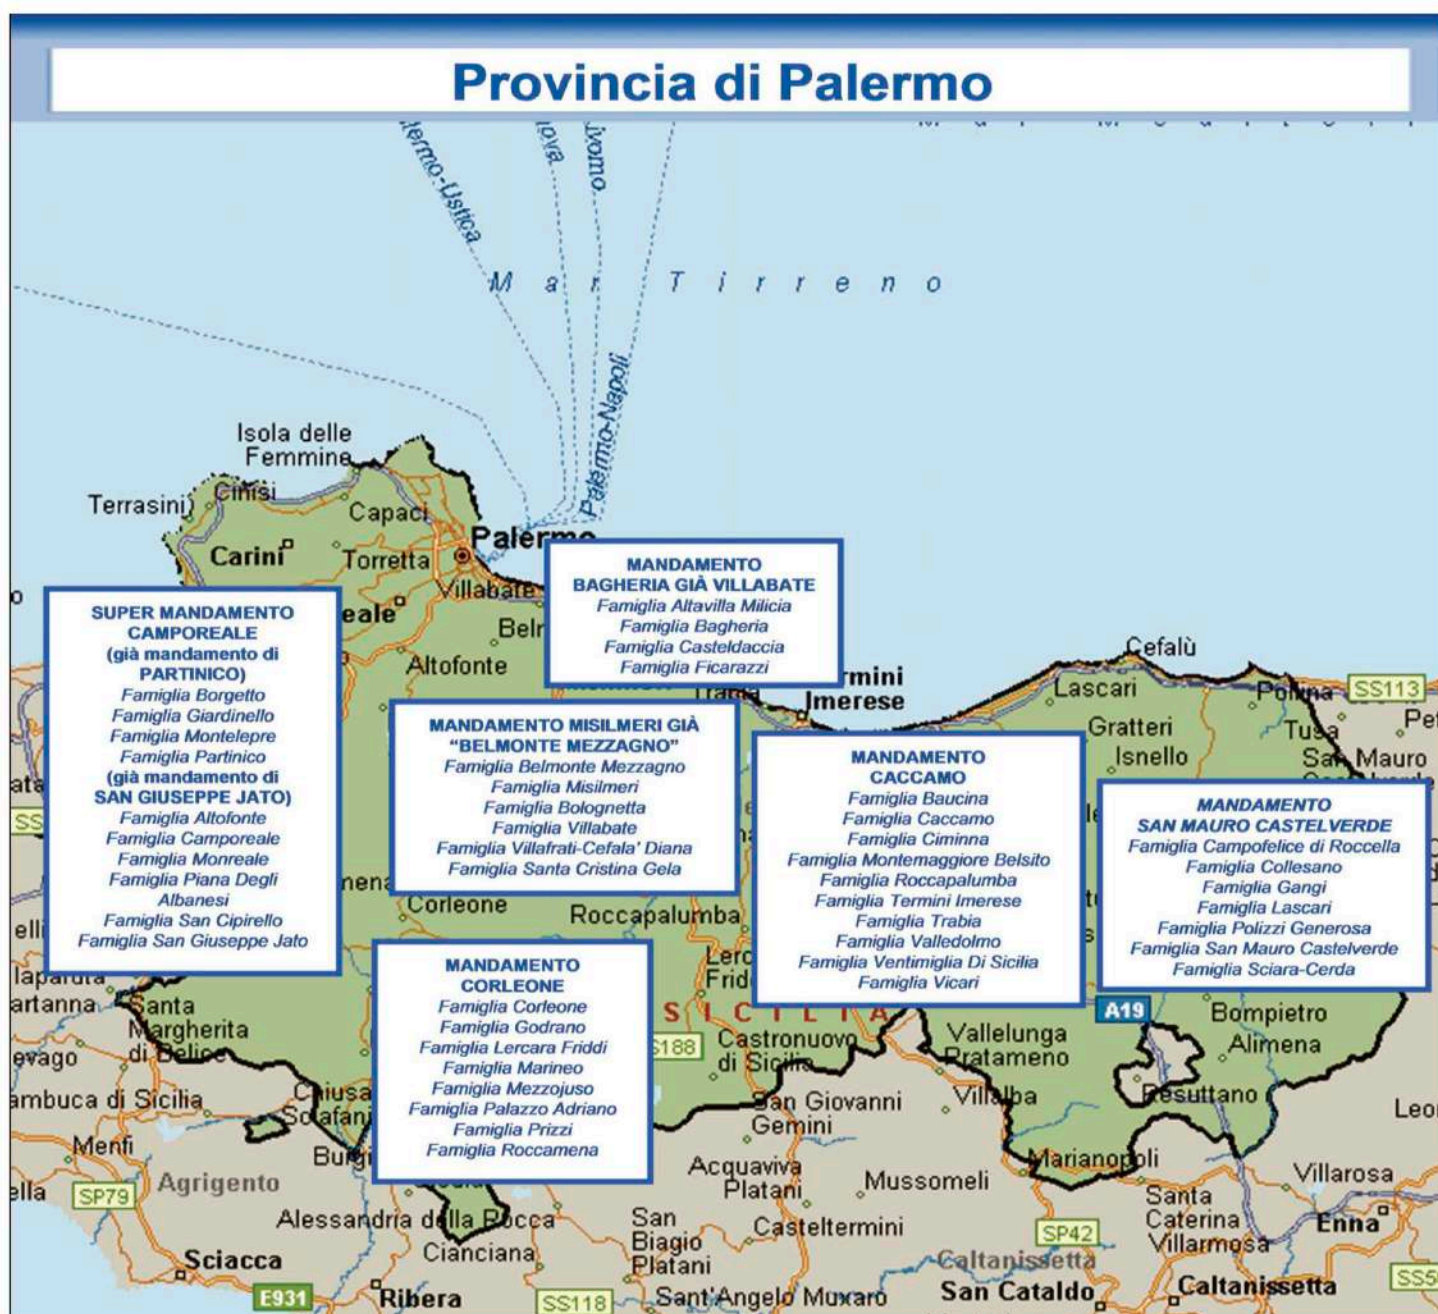 Provincia di Palermo
Palermo-Napoli
Mar Tirreno
Isola delle
Femmine
Terrasini
Cinisi
Capaci
Carini
Torretta
Palermo
Villabate
Altofonte
Cefalù
Lascari
Imerese
SS113
Gratteri
Isnello
Tusa
San Mauro
MANDAMENTO
BAGHERIA GIÀ VILLABATE
Famiglia Altavilla Milicia
Famiglia Bagheria
Famiglia Casteldaccia
Famiglia Ficarazzi
SUPER MANDAMENTO
CAMPOREALE
(già mandamento di
PARTINICO)
Famiglia Borgetto
Famiglia Giardinello
Famiglia Montelepre
Famiglia Partinico
(già mandamento di
SAN GIUSEPPE JATO)
Famiglia Altofonte
Famiglia Camporeale
Famiglia Monreale
Famiglia Piana Degli
Albanesi
Famiglia San Cipirello
Famiglia San Giuseppe Jato
MANDAMENTO MISILMERI GIÀ
“BELMONTE MEZZAGNO”
Famiglia Belmonte Mezzagno
Famiglia Misilmeri
Famiglia Bolognetta
Famiglia Villabate
Famiglia Villafrati-Cefala' Diana
Famiglia Santa Cristina Gela
MANDAMENTO
CACCAMO
Famiglia Baucina
Famiglia Caccamo
Famiglia Ciminna
Famiglia Montemaggiore Belsito
Famiglia Roccapalumba
Famiglia Termini Imerese
Famiglia Trabia
Famiglia Valledolmo
Famiglia Ventimiglia Di Sicilia
Famiglia Vicari
MANDAMENTO
SAN MAURO CASTELVERDE
Famiglia Campofelice di Roccella
Famiglia Collesano
Famiglia Gangi
Famiglia Lascari
Famiglia Polizzi Generosa
Famiglia San Mauro Castelverde
Famiglia Sciara-Cerda
MANDAMENTO
CORLEONE
Famiglia Corleone
Famiglia Godrano
Famiglia Lercara Friddi
Famiglia Marineo
Famiglia Mezzojuso
Famiglia Palazzo Adriano
Famiglia Prizzi
Famiglia Roccamena
Corleone
Roccapalumba
SICILIA
A19
Santa
Margherita
di Belice
S188
Castronuovo
di Sicilia
Vallelunga
Pratameno
Bompietro
Alimena
Resuttano
Villalba
Chiusa
Sclafani
San Giovanni
Gemini
Menfi
Agrigento
SP79
Acquaviva
Platani
Mussomeli
Marianopoli
Villarosa
Santa
Caterina
Villarmosa
Enna
Alessandria della Rocca
Cianciana
San
Biagio
Platani
Casteltermini
SP42
Sciacca
E931
Ribera
SS118
Sant'Angelo Muxaro
Caltanissetta
San Cataldo
Caltanissetta